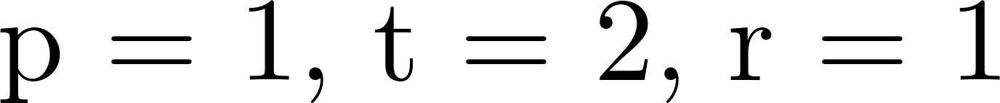 p = 1, t = 2, r = 1